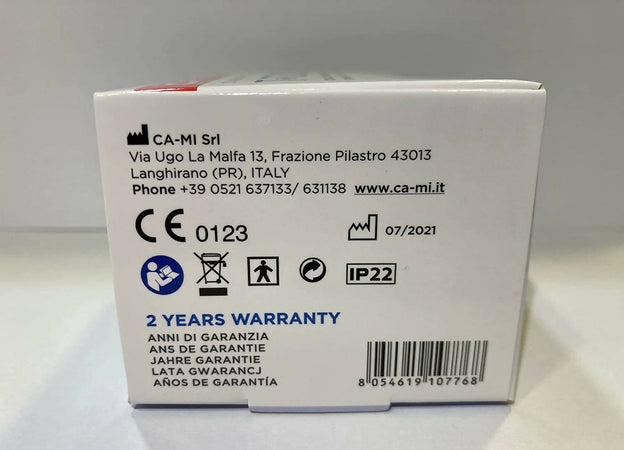 CA-MI Srl
Via Ugo La Malfa 13, Frazione Pilastro 43013
Langhirano (PR), ITALY
Phone +39 0521 637133/ 631138 www.ca-mi.it
CE 0123
07/2021
IP22
2 YEARS WARRANTY
ANNI DI GARANZIA
ANS DE GARANTIE
JAHRE GARANTIE
LATA GWARANCJ
AÑOS DE GARANTÍA
8 054619 107768